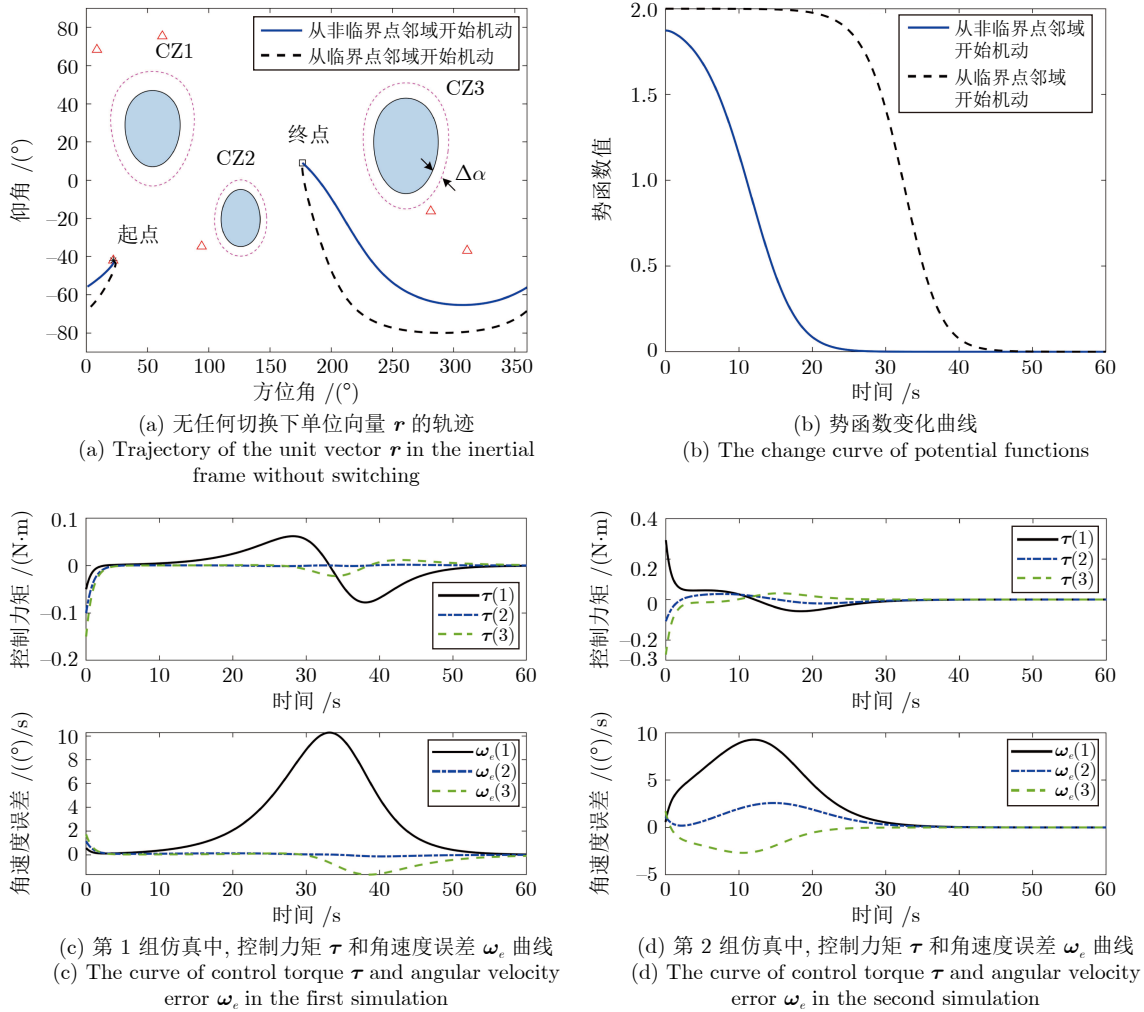 80
60
40
20
0
−20
−40
−60
−80
仰角 /(°)
CZ1
CZ2
CZ3
起点
终点
Δα
从非临界点邻域开始机动
从临界点邻域开始机动
0 50 100 150 200 250 300 350
方位角 /(°)
(a) 无任何切换下单位向量 r 的轨迹
(a) Trajectory of the unit vector r in the inertial
frame without switching
2.0
1.5
1.0
0.5
0
势函数值
从非临界点邻域
开始机动
从临界点邻域
开始机动
0 10 20 30 40 50 60
时间 /s
(b) 势函数变化曲线
(b) The change curve of potential functions
0.1
0
−0.1
−0.2
控制力矩 /(N·m)
τ(1)
τ(2)
τ(3)
0 10 20 30 40 50 60
时间 /s
10
8
6
4
2
0
角速度误差 /((°)/s)
ωe(1)
ωe(2)
ωe(3)
0 10 20 30 40 50 60
时间 /s
(c) 第 1 组仿真中, 控制力矩 τ 和角速度误差 ωe 曲线
(c) The curve of control torque τ and angular velocity
error ωe in the first simulation
0.4
0.2
0
−0.2
−0.3
控制力矩 /(N·m)
τ(1)
τ(2)
τ(3)
0 10 20 30 40 50 60
时间 /s
10
5
0
−5
角速度误差 /((°)/s)
ωe(1)
ωe(2)
ωe(3)
0 10 20 30 40 50 60
时间 /s
(d) 第 2 组仿真中, 控制力矩 τ 和角速度误差 ωe 曲线
(d) The curve of control torque τ and angular velocity
error ωe in the second simulation